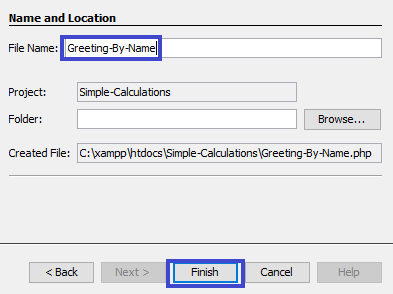 Name and Location
File Name: Greeting-By-Name
Project: Simple-Calculations
Folder: Browse...
Created File: C:\xampp\htdocs\Simple-Calculations\Greeting-By-Name.php
< Back Next > Finish Cancel Help